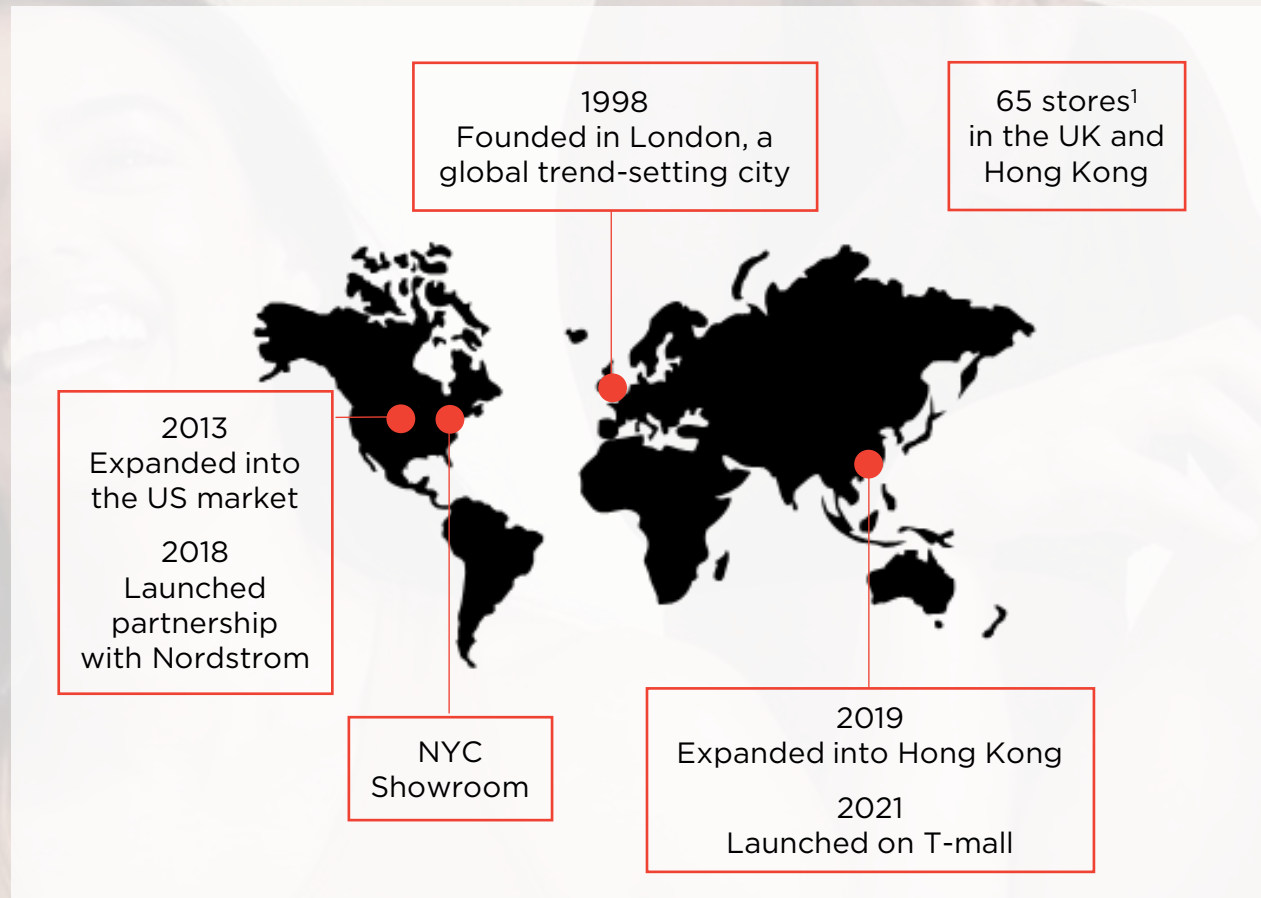 1998
Founded in London, a
global trend-setting city
65 stores¹
in the UK and
Hong Kong
2013
Expanded into
the US market
2018
Launched
partnership
with Nordstrom
NYC
Showroom
2019
Expanded into Hong Kong
2021
Launched on T-mall